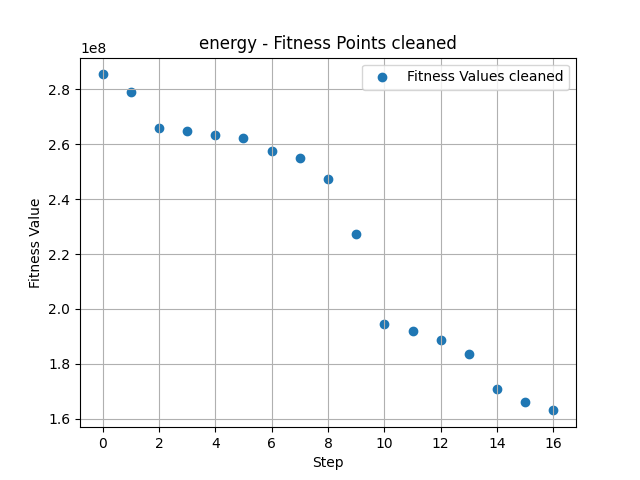 energy - Fitness Points cleaned
1e8
Fitness Values cleaned
2.8
2.6
2.4
2.2
2.0
1.8
1.6
Fitness Value
0 2 4 6 8 10 12 14 16
Step